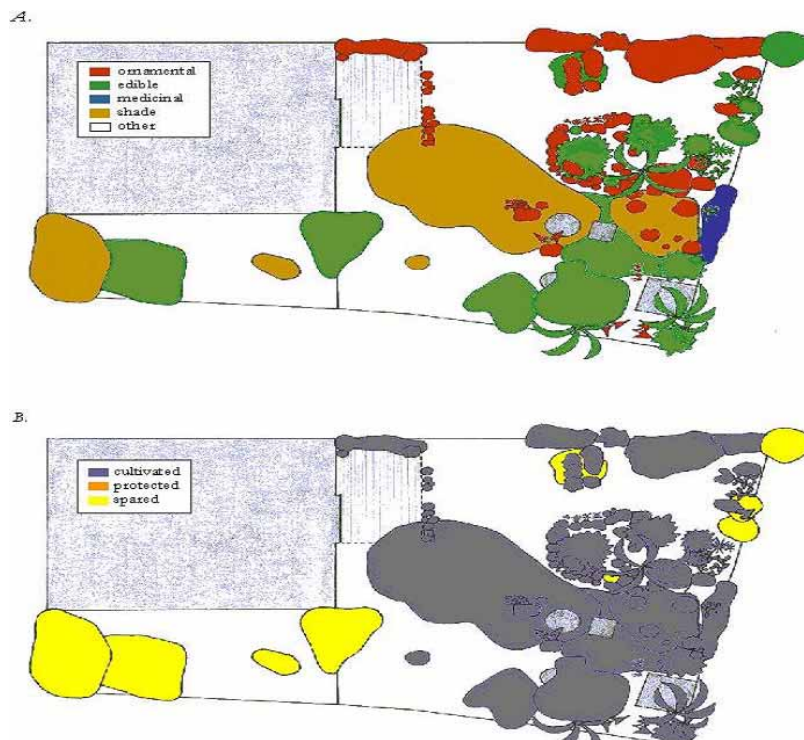 A.
ornamental
edible
medicinal
shade
other
B.
cultivated
protected
spared